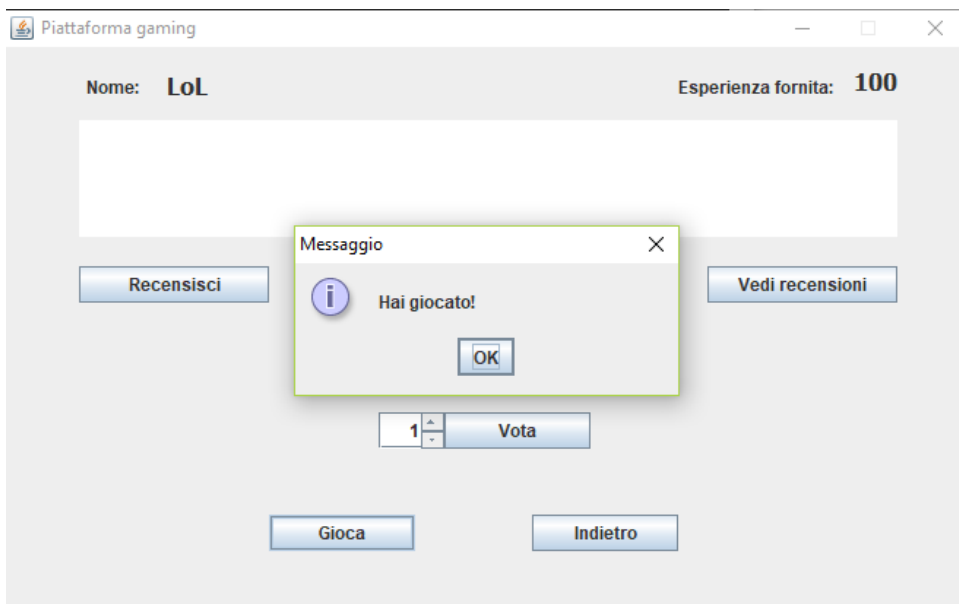 Piattaforma gaming
Nome: LoL Esperienza fornita: 100
Messaggio
Recensisci Vedi recensioni
i Hai giocato!
OK
1 Vota
Gioca Indietro